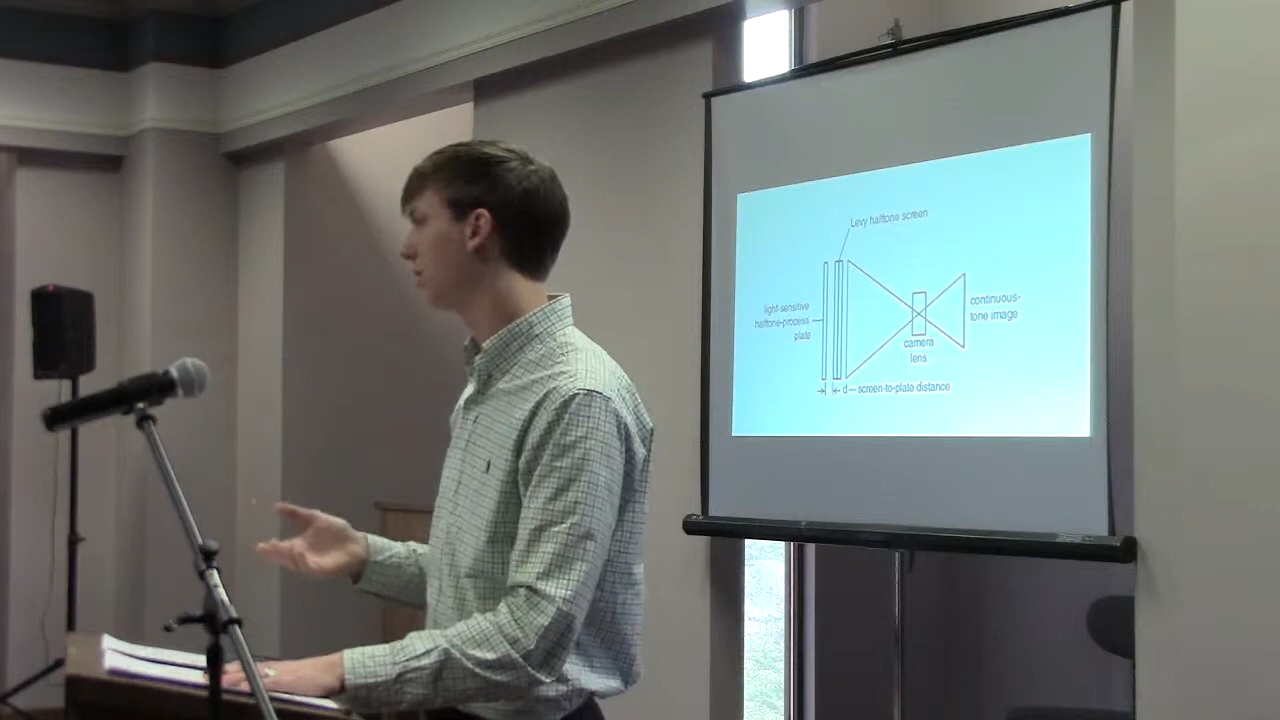 Levy halftone screen
light-sensitive
halftone-process
plate
continuous-
tone image
camera
lens
d — screen-to-plate distance